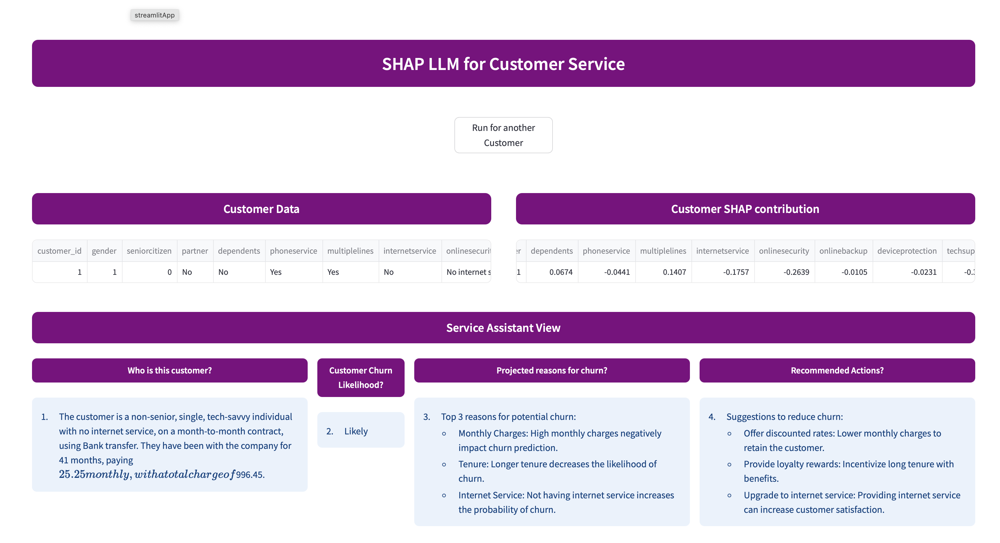 streamlitApp
SHAP LLM for Customer Service
Run for another
Customer
Customer Data
Customer SHAP contribution
customer_id gender seniorcitizen partner dependents phoneservice multiplelines internetservice onlinesecurit
1 1 0 No No Yes Yes No No internet s
er dependents phoneservice multiplelines internetservice onlinesecurity onlinebackup deviceprotection techsup
1 0.0674 -0.0441 0.1407 -0.1757 -0.2639 -0.0105 -0.0231 -0.3
Service Assistant View
Who is this customer?
1. The customer is a non-senior, single, tech-savvy individual
with no internet service, on a month-to-month contract,
using Bank transfer. They have been with the company for
41 months, paying
25.25monthly,withatotalchargeof996.45.
Customer Churn
Likelihood?
2. Likely
Projected reasons for churn?
3. Top 3 reasons for potential churn:
Monthly Charges: High monthly charges negatively
impact churn prediction.
Tenure: Longer tenure decreases the likelihood of
churn.
Internet Service: Not having internet service increases
the probability of churn.
Recommended Actions?
4. Suggestions to reduce churn:
Offer discounted rates: Lower monthly charges to
retain the customer.
Provide loyalty rewards: Incentivize long tenure with
benefits.
Upgrade to internet service: Providing internet service
can increase customer satisfaction.